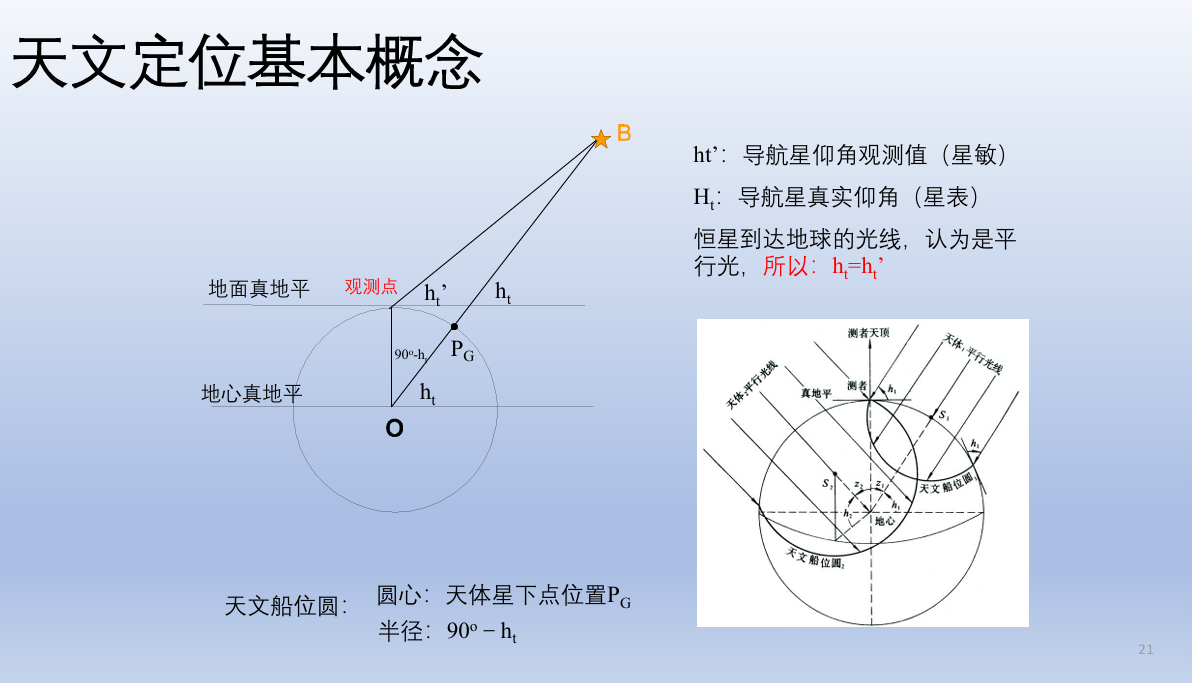 天文定位基本概念
B
ht’：导航星仰角观测值（星敏）
Ht：导航星真实仰角（星表）
恒星到达地球的光线，认为是平
行光，所以：ht=ht’
地面真地平
观测点
ht’
ht
90º-ht
PG
地心真地平
ht
O
测者天顶
天体1平行光线
天体2平行光线
测者
h1
真地平
S1
h1
S2
z2
z1
天文船位圆1
h2
h1
地心
天文船位圆2
天文船位圆：
圆心：天体星下点位置PG
半径：90º – ht
21